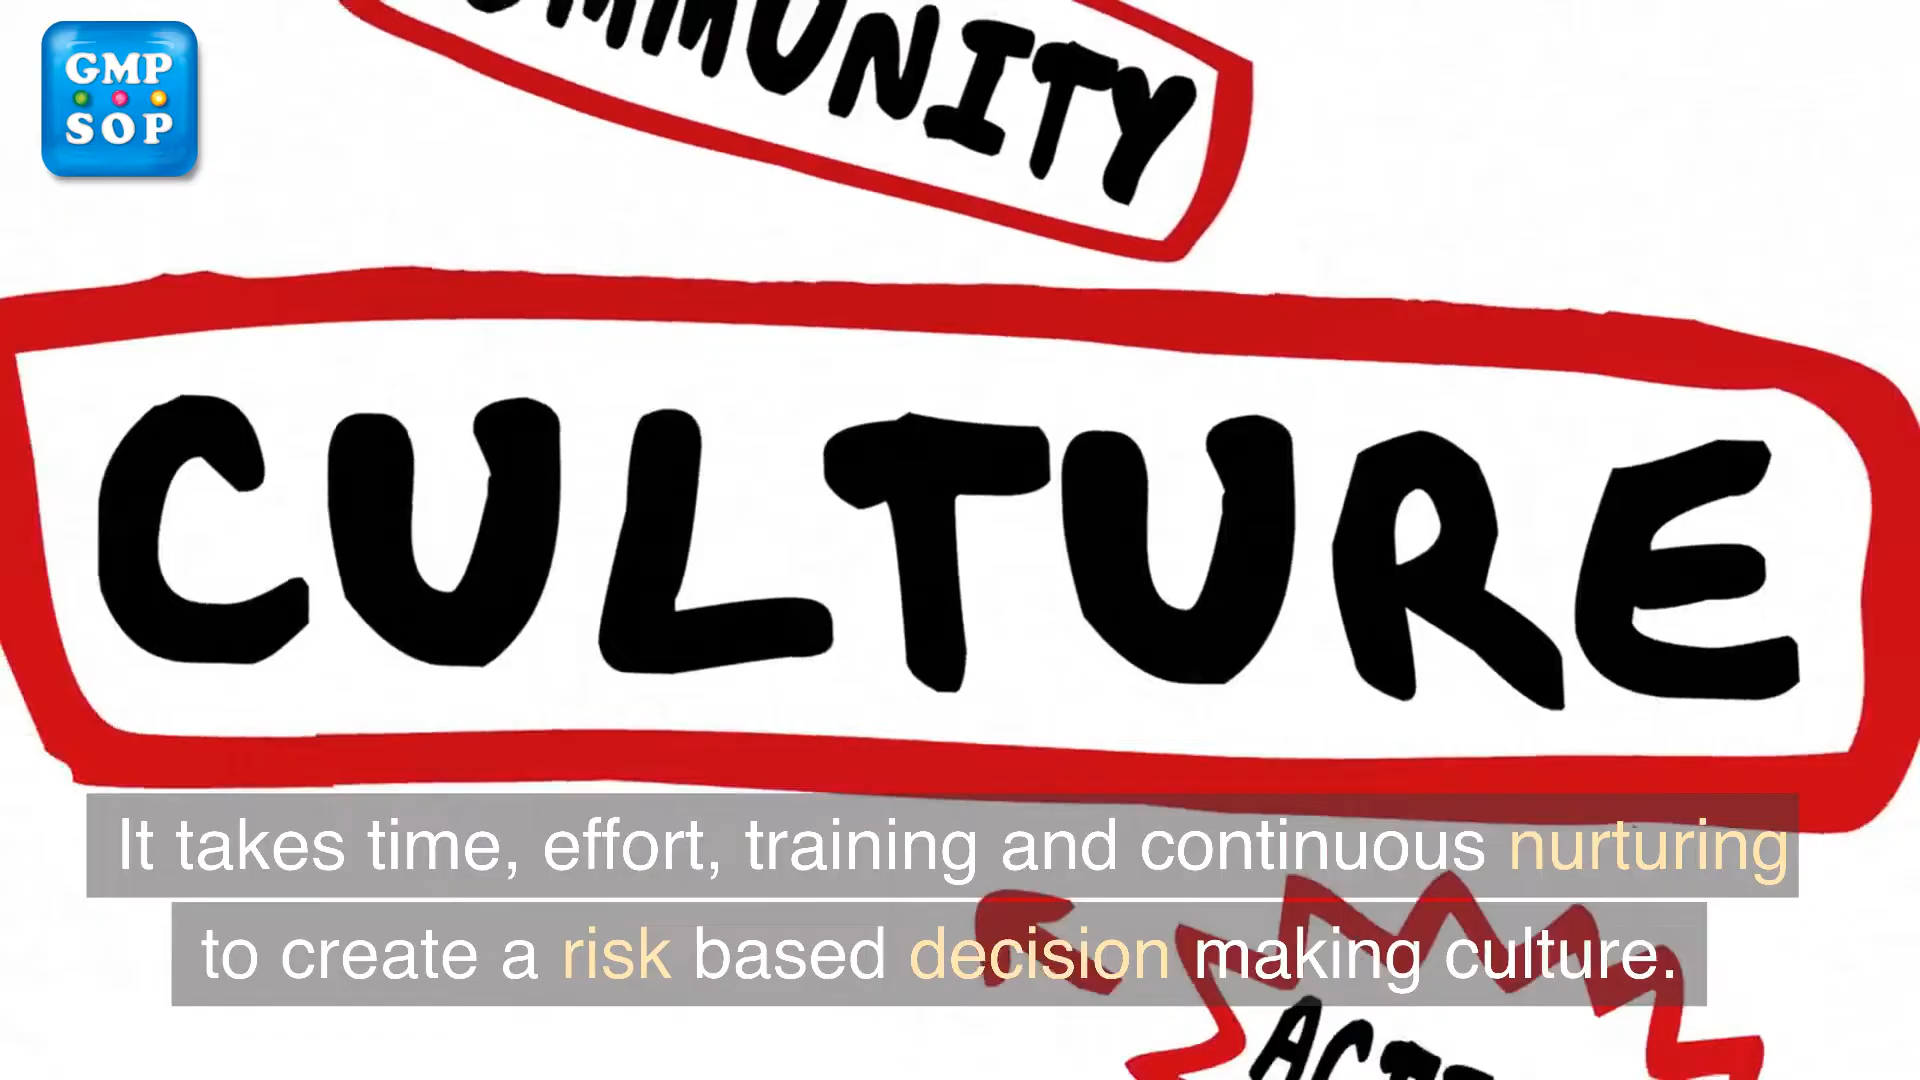 GMP
SOP
CULTURE
It takes time, effort, training and continuous nurturing
to create a risk based decision making culture.